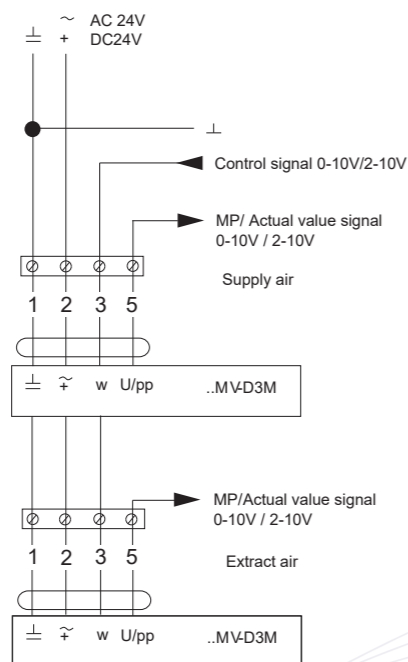 ⊥ ~ AC 24V
+ DC24V
⊥
Control signal 0-10V/2-10V
MP/ Actual value signal
0-10V / 2-10V
Supply air
1 2 3 5
⊥ ~ + w U/pp ..MV-D3M
MP/Actual value signal
0-10V / 2-10V
1 2 3 5
Extract air
⊥ ~ + w U/pp ..MV-D3M